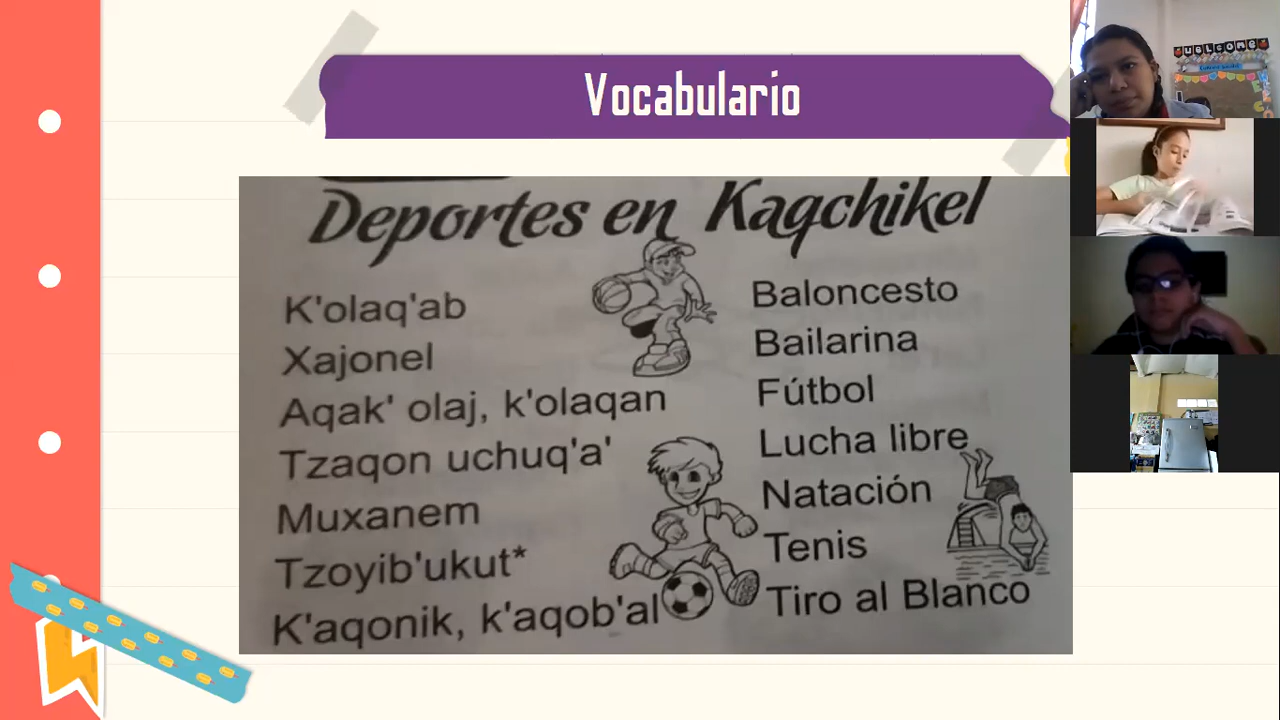 Vocabulario
Deportes en Kaqchikel
K'olaq'ab Baloncesto
Xajonel Bailarina
Aqak' olaj, k'olaqan Fútbol
Tzaqon uchuq'a' Lucha libre
Muxanem Natación
Tzoyib'ukut* Tenis
K'aqonik, k'aqob'al Tiro al Blanco
WELCOME